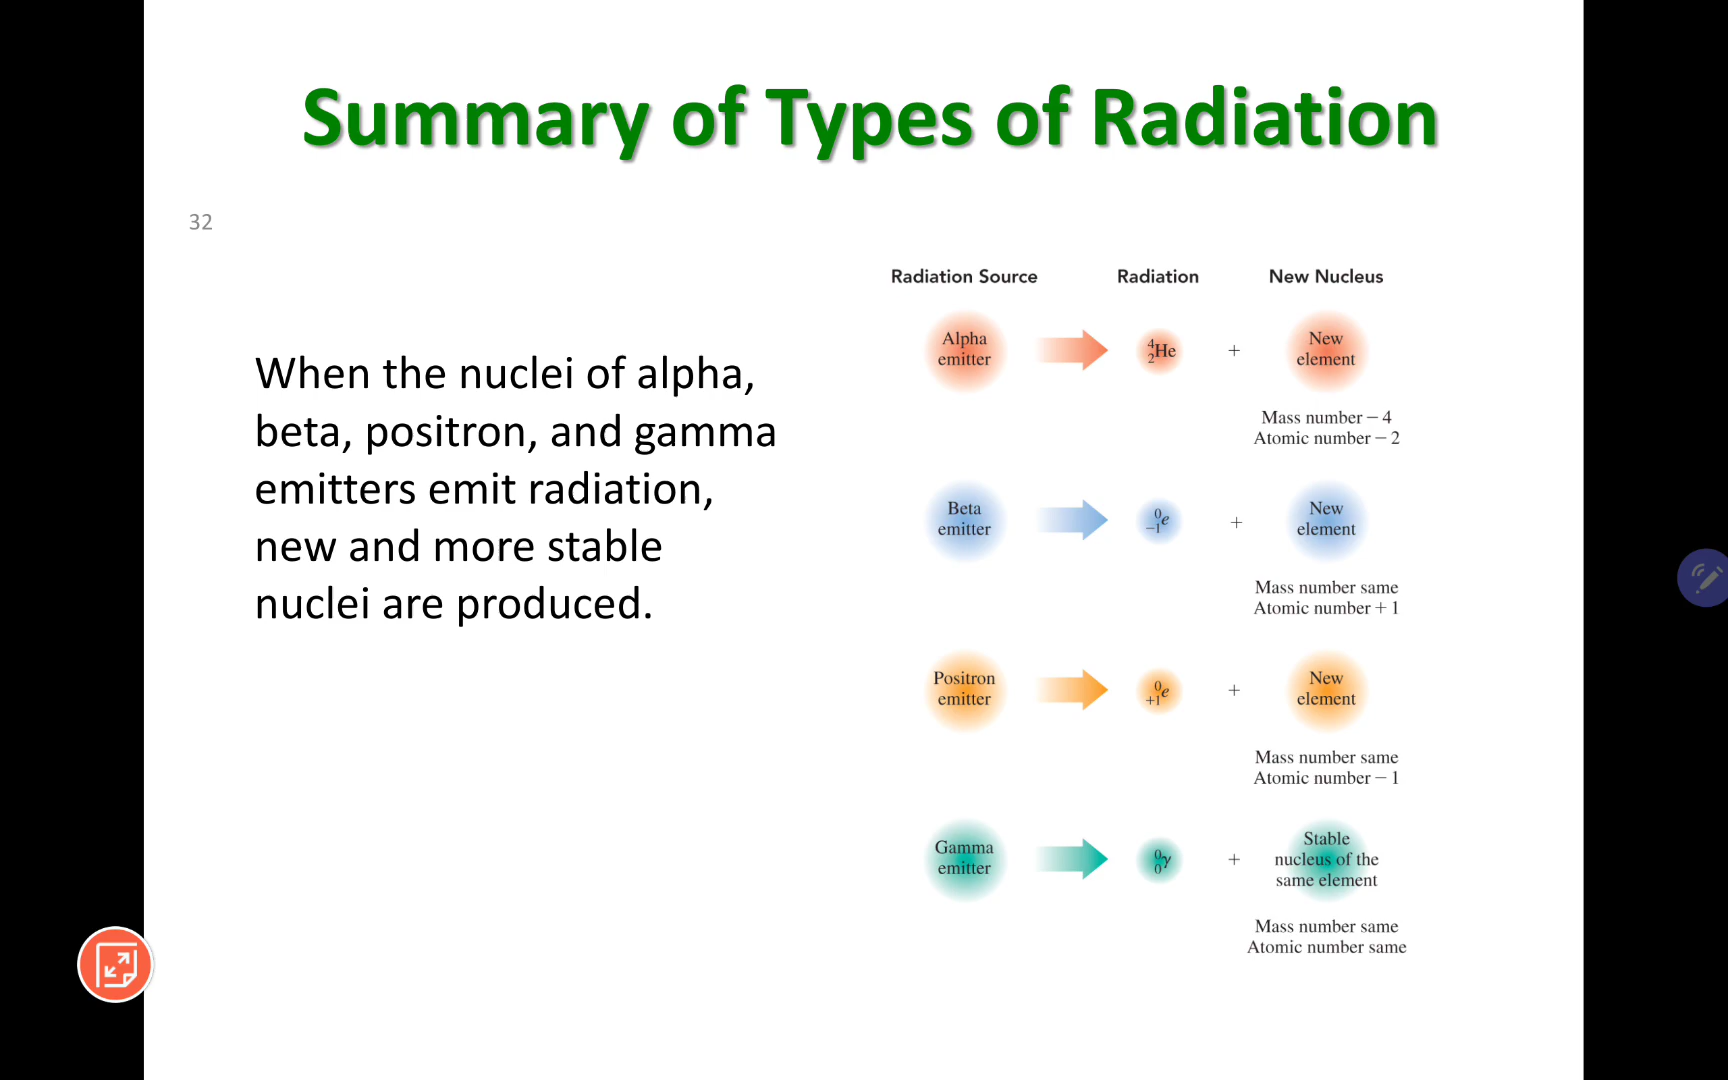 Summary of Types of Radiation
32
When the nuclei of alpha,
beta, positron, and gamma
emitters emit radiation,
new and more stable
nuclei are produced.
Radiation Source Radiation New Nucleus
Alpha
emitter
⁴₂He
+
New
element
Mass number – 4
Atomic number – 2
Beta
emitter
⁰₋₁e
+
New
element
Mass number same
Atomic number + 1
Positron
emitter
⁰₊₁e
+
New
element
Mass number same
Atomic number – 1
Gamma
emitter
⁰₀γ
+
Stable
nucleus of the
same element
Mass number same
Atomic number same